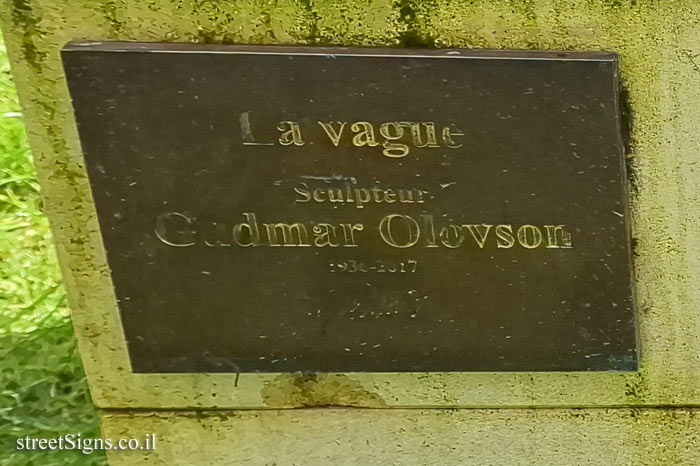 La vague
Sculpteur
Gudmar Olovson
1936-2017
streetSigns.co.il